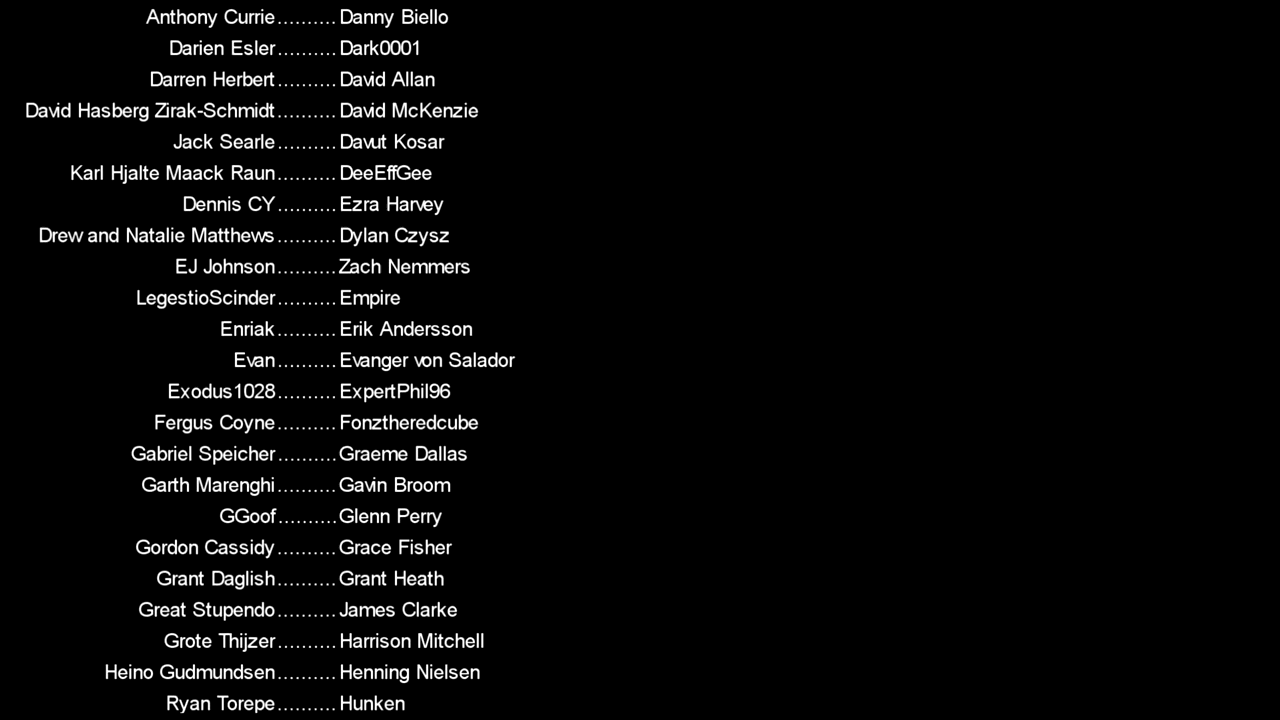 Anthony Currie..........Danny Biello
Darien Esler..........Dark0001
Darren Herbert..........David Allan
David Hasberg Zirak-Schmidt..........David McKenzie
Jack Searle..........Davut Kosar
Karl Hjalte Maack Raun..........DeeEffGee
Dennis CY..........Ezra Harvey
Drew and Natalie Matthews..........Dylan Czysz
EJ Johnson..........Zach Nemmers
LegestioScinder..........Empire
Enriak..........Erik Andersson
Evan..........Evanger von Salador
Exodus1028..........ExpertPhil96
Fergus Coyne..........Fonztheredcube
Gabriel Speicher..........Graeme Dallas
Garth Marenghi..........Gavin Broom
GGoof..........Glenn Perry
Gordon Cassidy..........Grace Fisher
Grant Daglish..........Grant Heath
Great Stupendo..........James Clarke
Grote Thijzer..........Harrison Mitchell
Heino Gudmundsen..........Henning Nielsen
Ryan Torepe..........Hunken